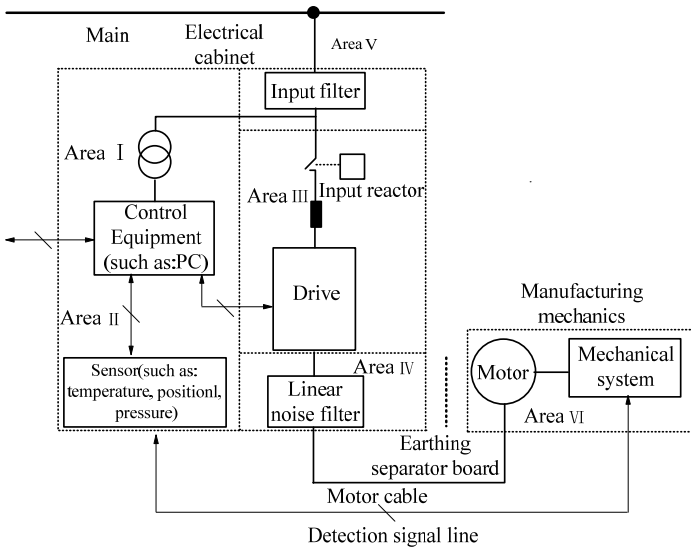 Main
Electrical
cabinet
Area V
Input filter
Area I
Area III
Input reactor
Control
Equipment
(such as:PC)
Drive
Area II
Manufacturing
mechanics
Sensor(such as:
temperature, positionl,
pressure)
Area IV
Linear
noise filter
Motor
Mechanical
system
Area VI
Earthing
separator board
Motor cable
Detection signal line